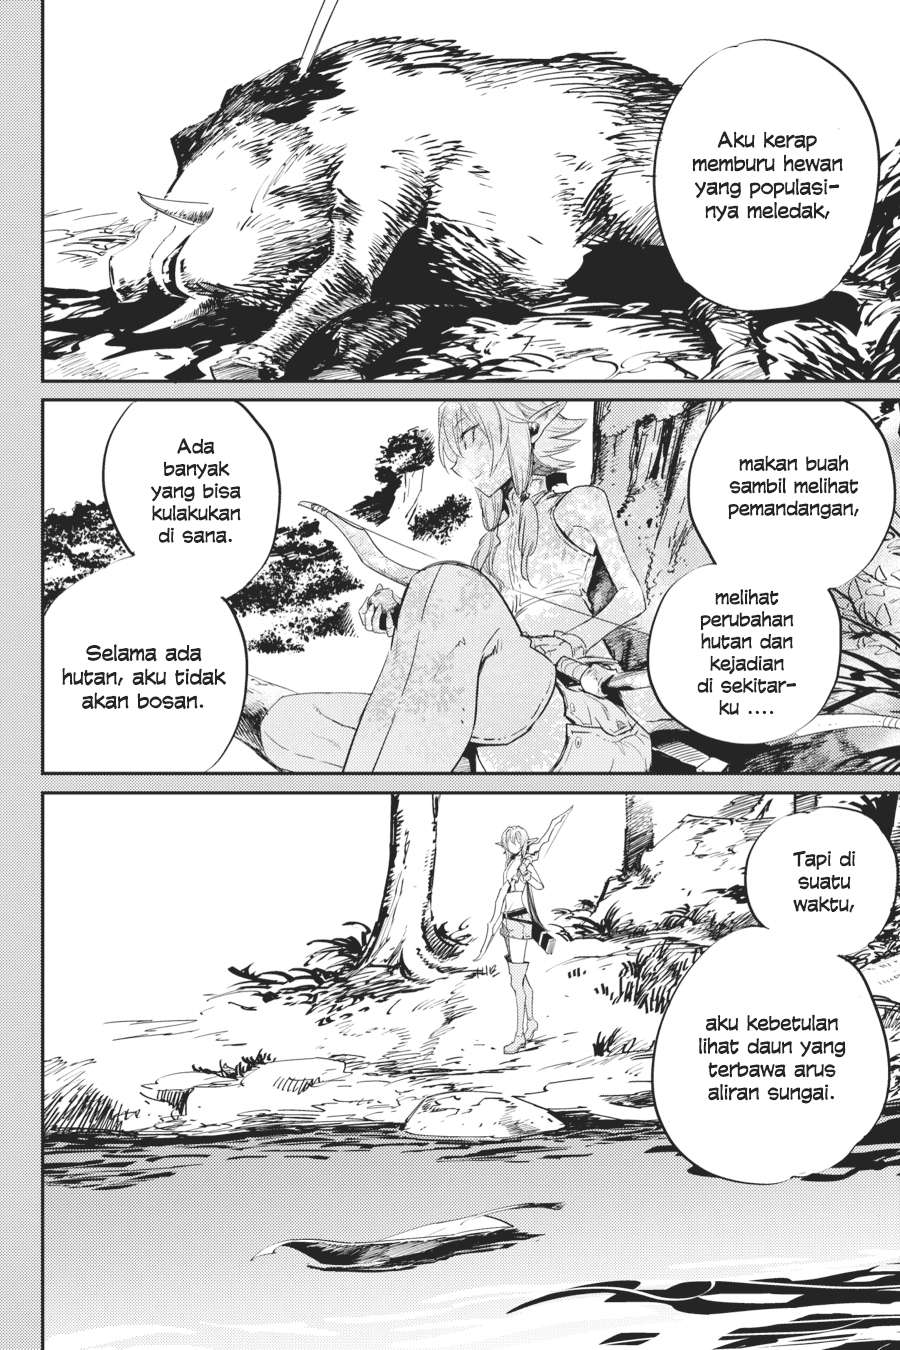 Aku kerap
memburu hewan
yang populasi-
nya meledak,
makan buah
sambil melihat
pemandangan,
melihat
perubahan
hutan dan
kejadian
di sekitar-
ku ....
Ada
banyak
yang bisa
kulakukan
di sana.
Selama ada
hutan, aku tidak
akan bosan.
Tapi di
suatu
waktu,
aku kebetulan
lihat daun yang
terbawa arus
aliran sungai.